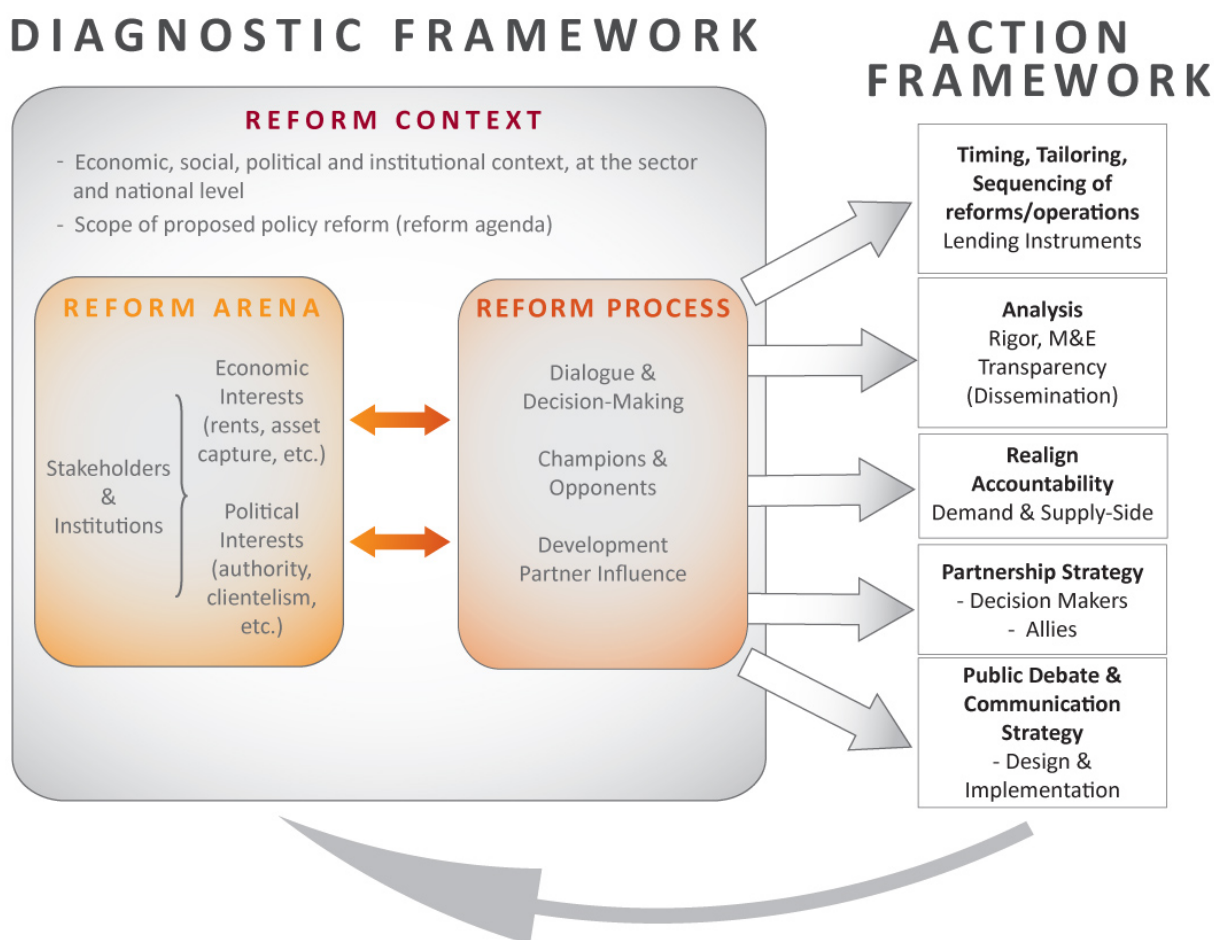 DIAGNOSTIC FRAMEWORK
ACTION
FRAMEWORK
REFORM CONTEXT
- Economic, social, political and institutional context, at the sector
and national level
- Scope of proposed policy reform (reform agenda)
REFORM ARENA
Stakeholders
&
Institutions
Economic
Interests
(rents, asset
capture, etc.)
Political
Interests
(authority,
clientelism,
etc.)
REFORM PROCESS
Dialogue &
Decision-Making
Champions &
Opponents
Development
Partner Influence
Timing, Tailoring,
Sequencing of
reforms/operations
Lending Instruments
Analysis
Rigor, M&E
Transparency
(Dissemination)
Realign
Accountability
Demand & Supply-Side
Partnership Strategy
- Decision Makers
- Allies
Public Debate &
Communication
Strategy
- Design &
Implementation